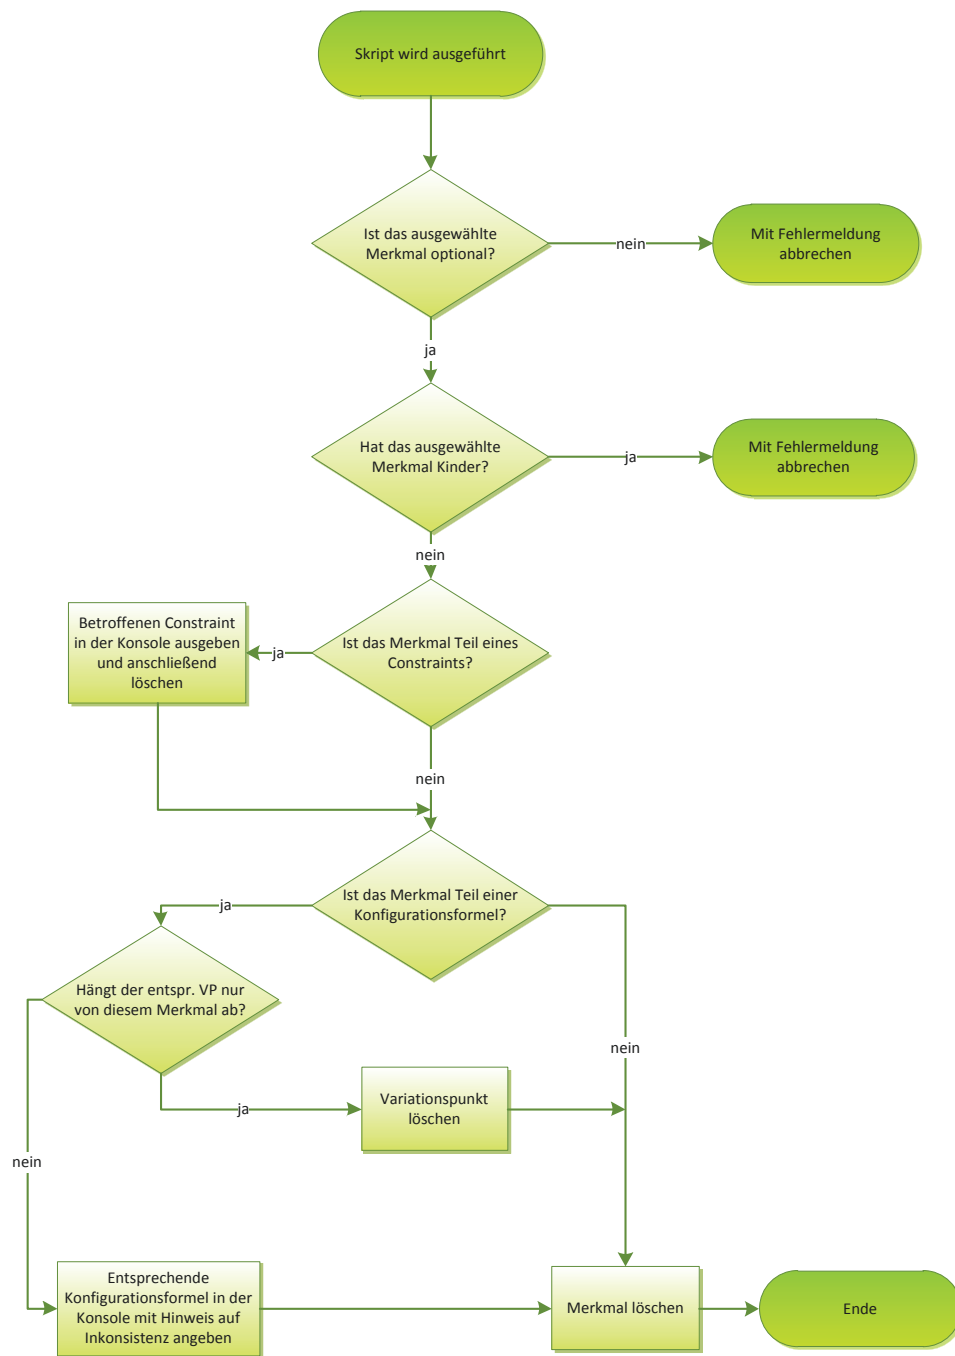 Skript wird ausgeführt
Ist das ausgewählte
Merkmal optional?
nein
Mit Fehlermeldung
abbrechen
ja
Hat das ausgewählte
Merkmal Kinder?
ja
Mit Fehlermeldung
abbrechen
nein
Ist das Merkmal Teil eines
Constraints?
ja
Betroffenen Constraint
in der Konsole ausgeben
und anschließend
löschen
nein
Ist das Merkmal Teil einer
Konfigurationsformel?
ja
Hängt der entspr. VP nur
von diesem Merkmal ab?
nein
ja
Variationspunkt
löschen
nein
Entsprechende
Konfigurationsformel in der
Konsole mit Hinweis auf
Inkonsistenz angeben
Merkmal löschen
Ende